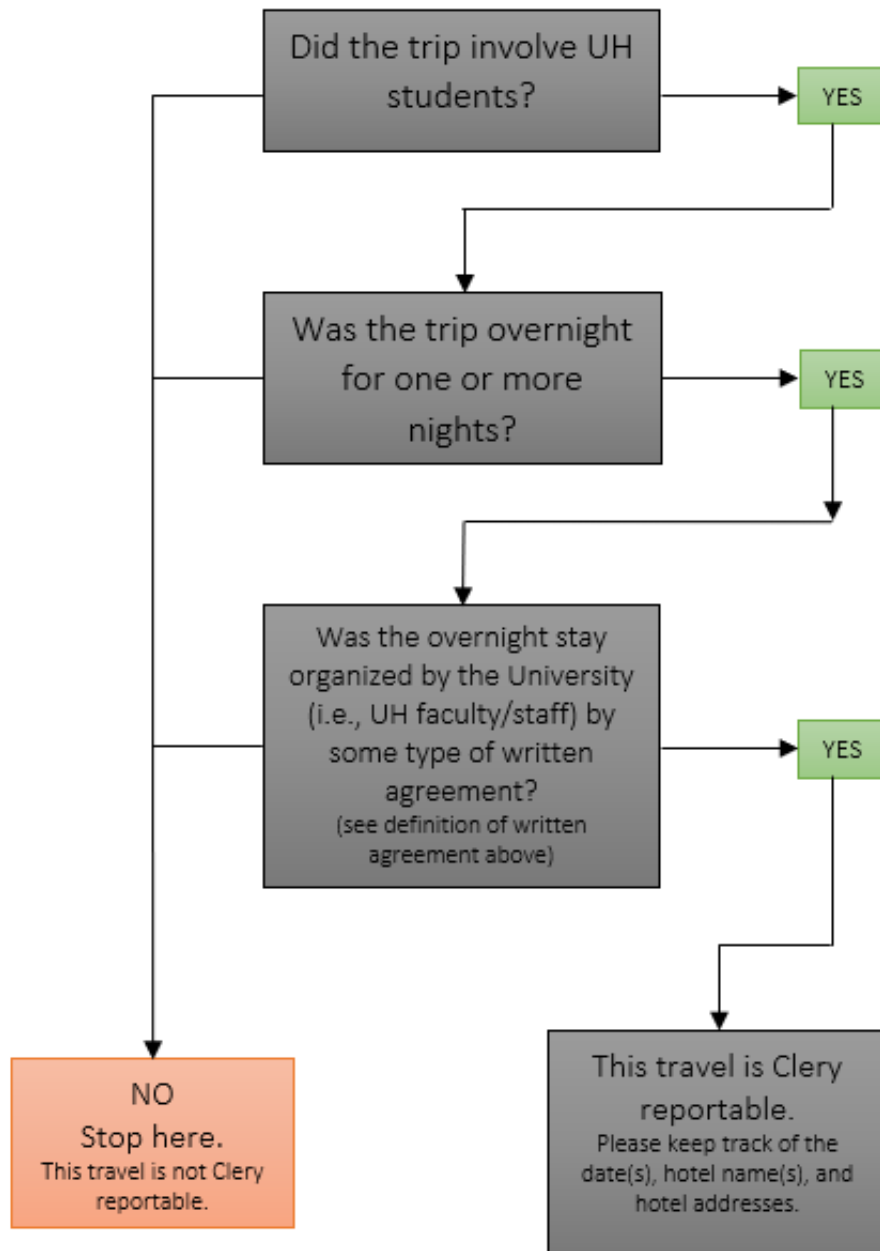 Did the trip involve UH
students?
YES
Was the trip overnight
for one or more
nights?
YES
Was the overnight stay
organized by the University
(i.e., UH faculty/staff) by
some type of written
agreement?
(see definition of written
agreement above)
YES
NO
Stop here.
This travel is not Clery
reportable.
This travel is Clery
reportable.
Please keep track of the
date(s), hotel name(s), and
hotel addresses.